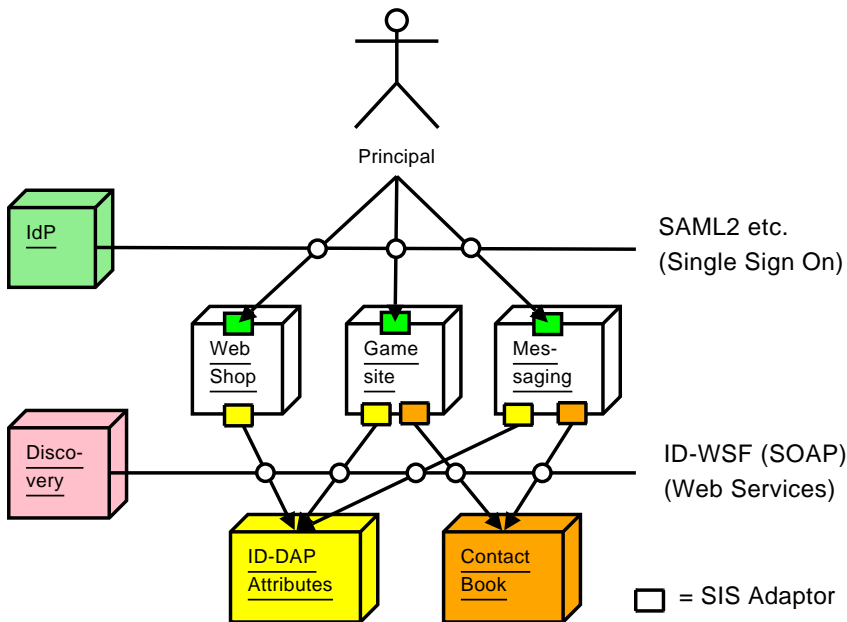 Principal
IdP
SAML2 etc.
(Single Sign On)
Web
Shop
Game
site
Mes-
saging
Disco-
very
ID-WSF (SOAP)
(Web Services)
ID-DAP
Attributes
Contact
Book
= SIS Adaptor